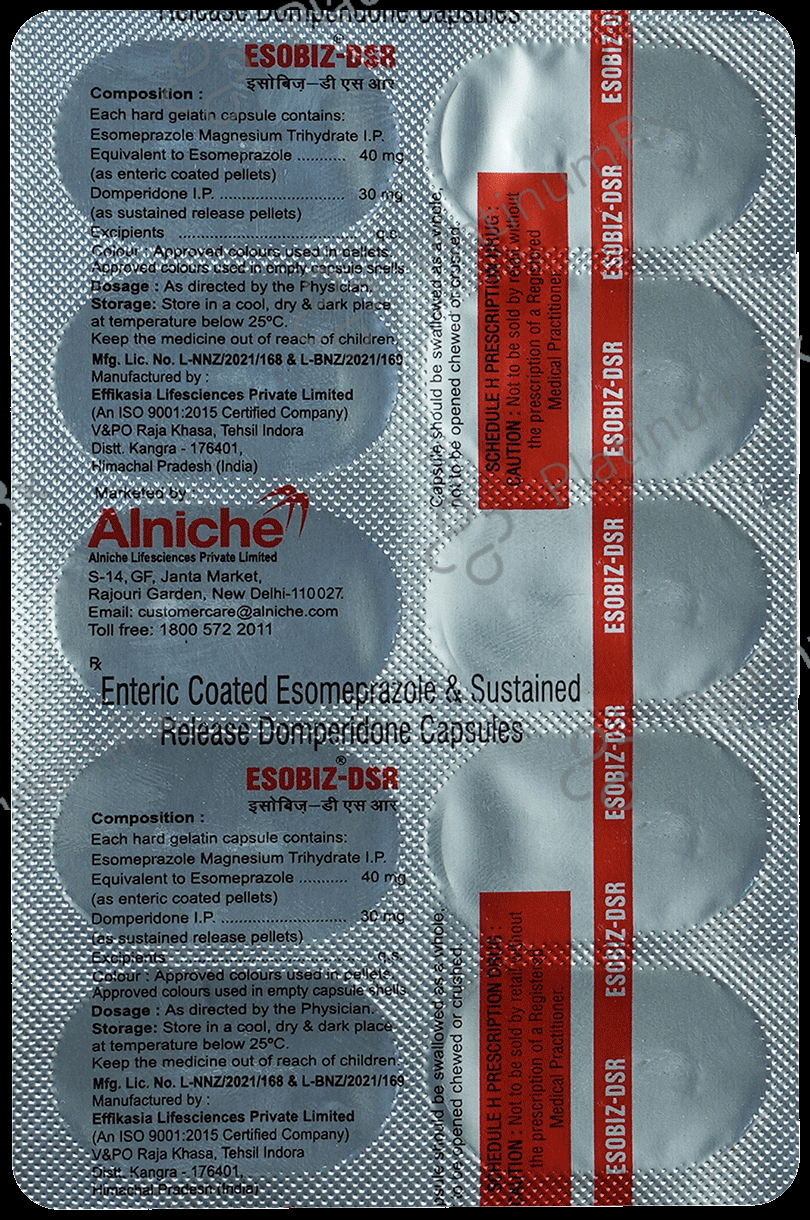 Release Domperidone Capsules
ESOBIZ-DSR
®
इसोबिज़–डी एस आर
Composition :
Each hard gelatin capsule contains:
Esomeprazole Magnesium Trihydrate I.P.
Equivalent to Esomeprazole ........... 40 mg
(as enteric coated pellets)
Domperidone I.P. ............................ 30 mg
(as sustained release pellets)
Excipients ........................................ q.s.
Colour : Approved colours used in pellets.
Approved colours used in empty capsule shells.
Dosage : As directed by the Physician.
Storage: Store in a cool, dry & dark place
at temperature below 25°C.
Keep the medicine out of reach of children.
Mfg. Lic. No. L-NNZ/2021/168 & L-BNZ/2021/169
Manufactured by :
Effikasia Lifesciences Private Limited
(An ISO 9001:2015 Certified Company)
V&PO Raja Khasa, Tehsil Indora
Distt. Kangra - 176401,
Himachal Pradesh (India)
Marketed by
Alniche
Alniche Lifesciences Private Limited
S-14, GF, Janta Market,
Rajouri Garden, New Delhi-110027.
Email: customercare@alniche.com
Toll free: 1800 572 2011
Capsule should be swallowed as a whole,
not to be opened chewed or crushed.
SCHEDULE H PRESCRIPTION DRUG :
CAUTION : Not to be sold by retail without
the prescription of a Registered
Medical Practitioner.
ESOBIZ-DSR
ESOBIZ-DSR
ESOBIZ-DSR
ESOBIZ-DSR
ESOBIZ-DSR
ESOBIZ-DSR
ESOBIZ-DSR
℞
Enteric Coated Esomeprazole & Sustained
Release Domperidone Capsules
ESOBIZ-DSR
®
इसोबिज़–डी एस आर
Composition :
Each hard gelatin capsule contains:
Esomeprazole Magnesium Trihydrate I.P.
Equivalent to Esomeprazole ........... 40 mg
(as enteric coated pellets)
Domperidone I.P. ............................ 30 mg
(as sustained release pellets)
Excipients ........................................ q.s.
Colour : Approved colours used in pellets.
Approved colours used in empty capsule shells.
Dosage : As directed by the Physician.
Storage: Store in a cool, dry & dark place
at temperature below 25°C.
Keep the medicine out of reach of children.
Mfg. Lic. No. L-NNZ/2021/168 & L-BNZ/2021/169
Manufactured by :
Effikasia Lifesciences Private Limited
(An ISO 9001:2015 Certified Company)
V&PO Raja Khasa, Tehsil Indora
Distt. Kangra - 176401,
Himachal Pradesh (India)
psule should be swallowed as a whole,
to be opened chewed or crushed.
SCHEDULE H PRESCRIPTION DRUG :
CAUTION : Not to be sold by retail without
the prescription of a Registered
Medical Practitioner.
PlatinumRx